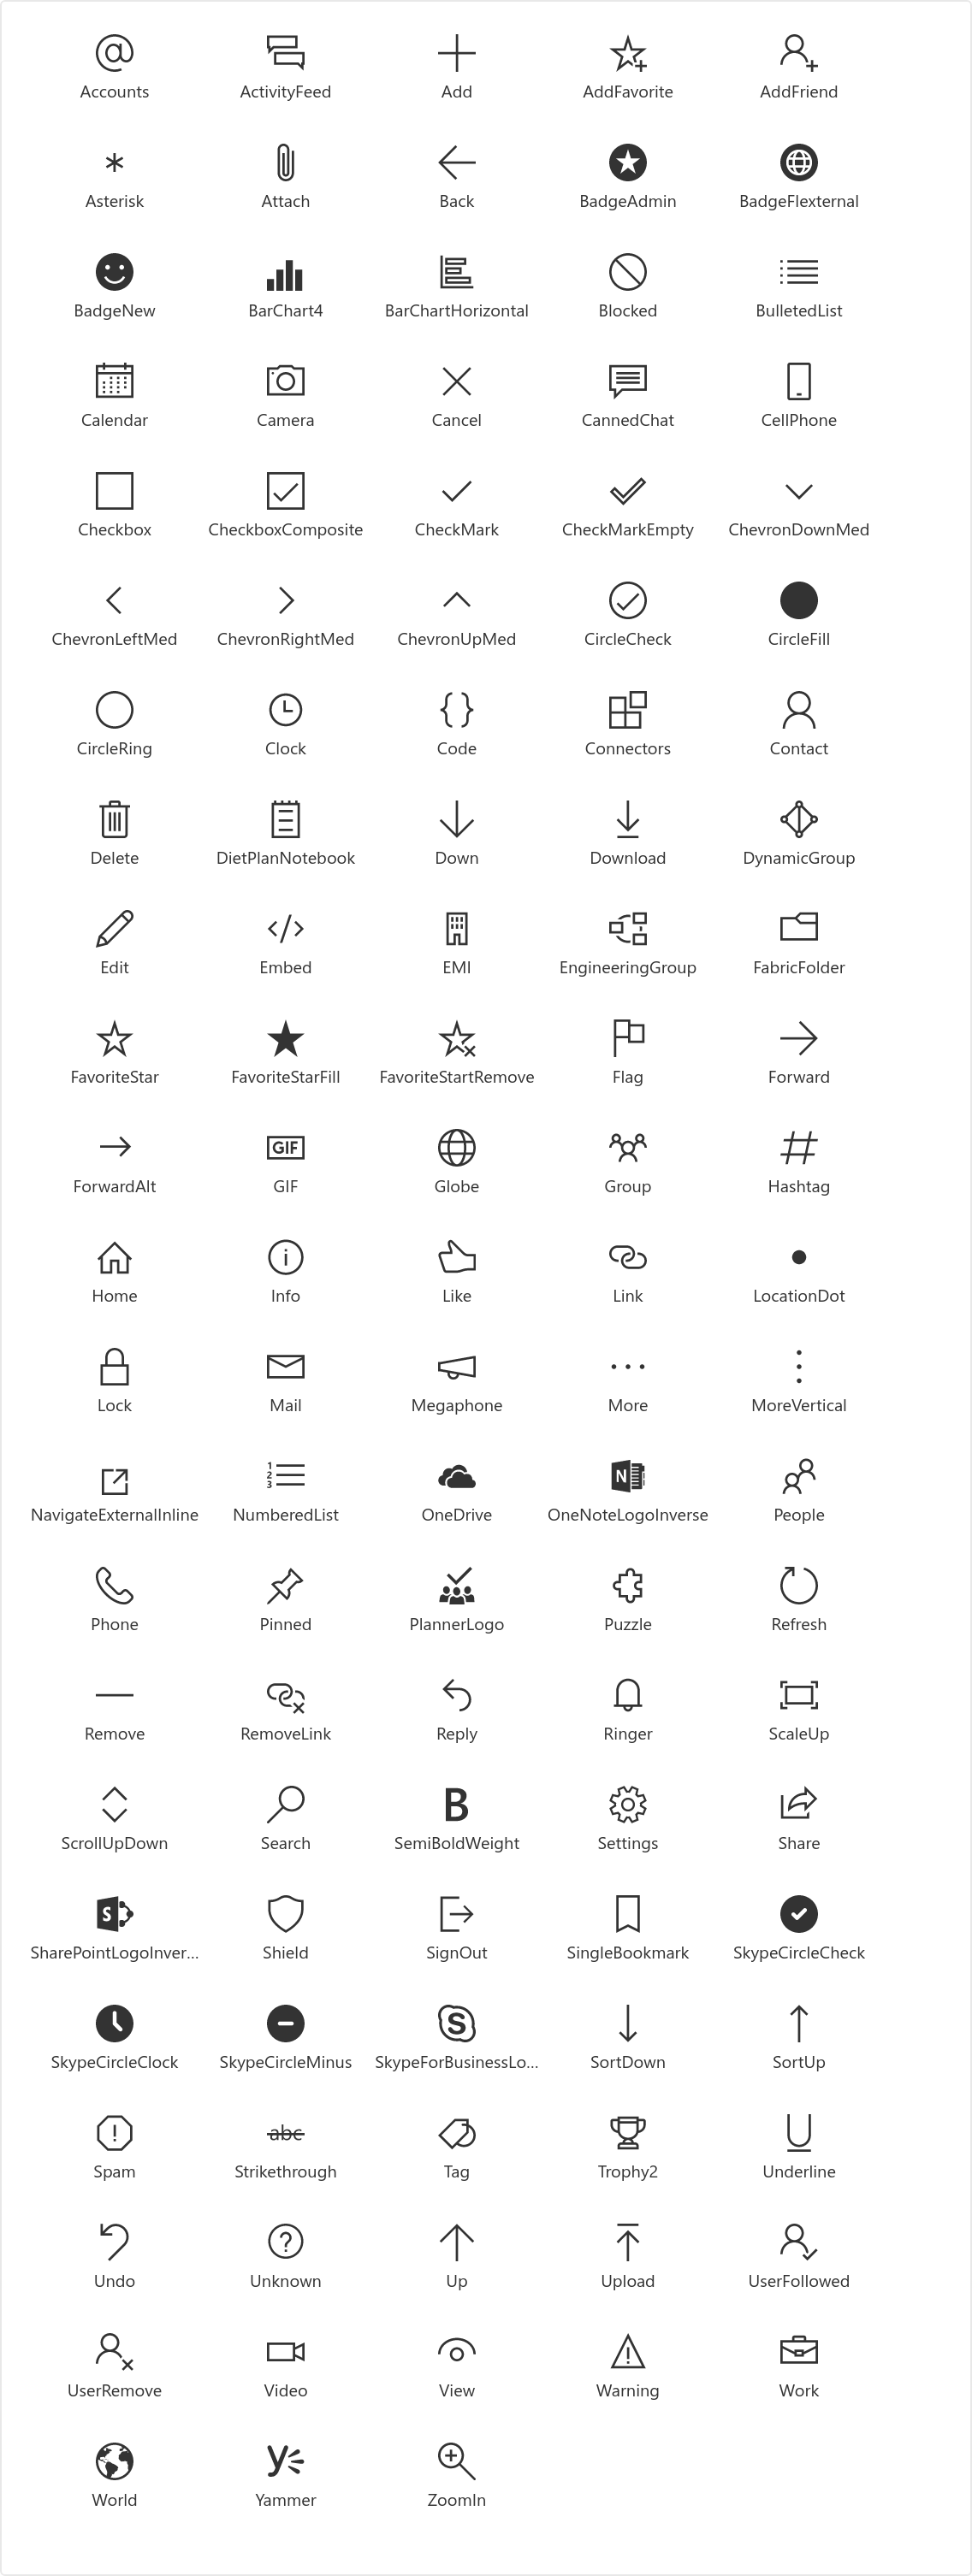 Accounts ActivityFeed Add AddFavorite AddFriend
Asterisk Attach Back BadgeAdmin BadgeFlexternal
BadgeNew BarChart4 BarChartHorizontal Blocked BulletedList
Calendar Camera Cancel CannedChat CellPhone
Checkbox CheckboxComposite CheckMark CheckMarkEmpty ChevronDownMed
ChevronLeftMed ChevronRightMed ChevronUpMed CircleCheck CircleFill
CircleRing Clock Code Connectors Contact
Delete DietPlanNotebook Down Download DynamicGroup
Edit Embed EMI EngineeringGroup FabricFolder
FavoriteStar FavoriteStarFill FavoriteStartRemove Flag Forward
GIF
ForwardAlt GIF Globe Group Hashtag
Home Info Like Link LocationDot
Lock Mail Megaphone More MoreVertical
1
2
3
N
NavigateExternalInline NumberedList OneDrive OneNoteLogoInverse People
Phone Pinned PlannerLogo Puzzle Refresh
Remove RemoveLink Reply Ringer ScaleUp
B
ScrollUpDown Search SemiBoldWeight Settings Share
S
SharePointLogoInver... Shield SignOut SingleBookmark SkypeCircleCheck
S
SkypeCircleClock SkypeCircleMinus SkypeForBusinessLo... SortDown SortUp
abc U
Spam Strikethrough Tag Trophy2 Underline
?
Undo Unknown Up Upload UserFollowed
UserRemove Video View Warning Work
World Yammer ZoomIn